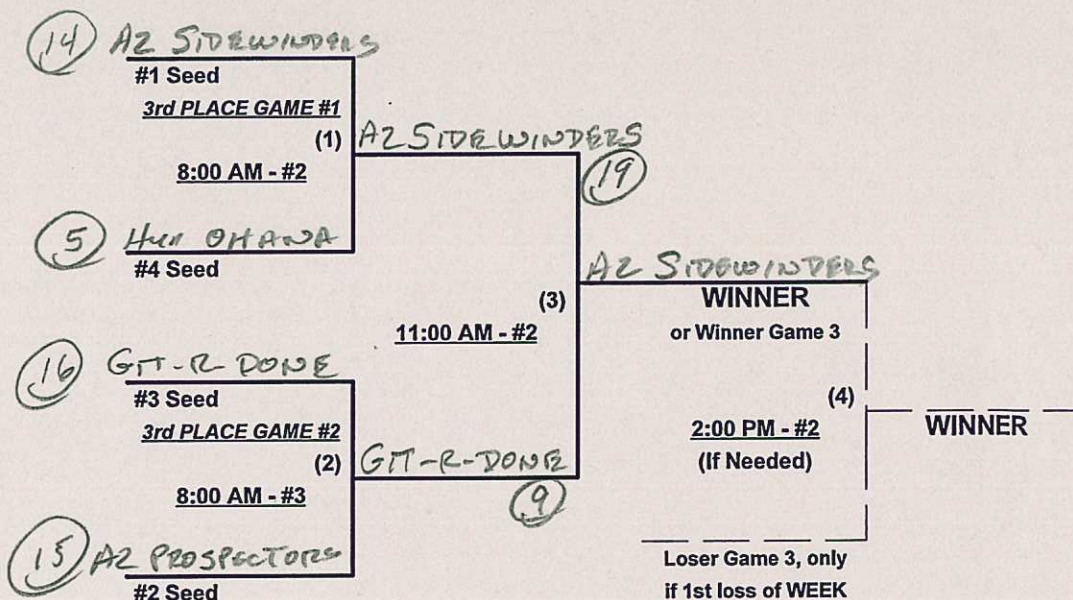 14 AZ SIDEWINDERS
#1 Seed
3rd PLACE GAME #1
(1) AZ SIDEWINDERS
8:00 AM - #2
19
5 OHANA
#4 Seed
AZ SIDEWINDERS
WINNER
(3)
11:00 AM - #2
or Winner Game 3
16 GIT-R-DONE
#3 Seed
(4)
3rd PLACE GAME #2
2:00 PM - #2
WINNER
(2) GIT-R-DONE
(If Needed)
8:00 AM - #3
9
15 AZ PROSPECTORS
#2 Seed
Loser Game 3, only
if 1st loss of WEEK